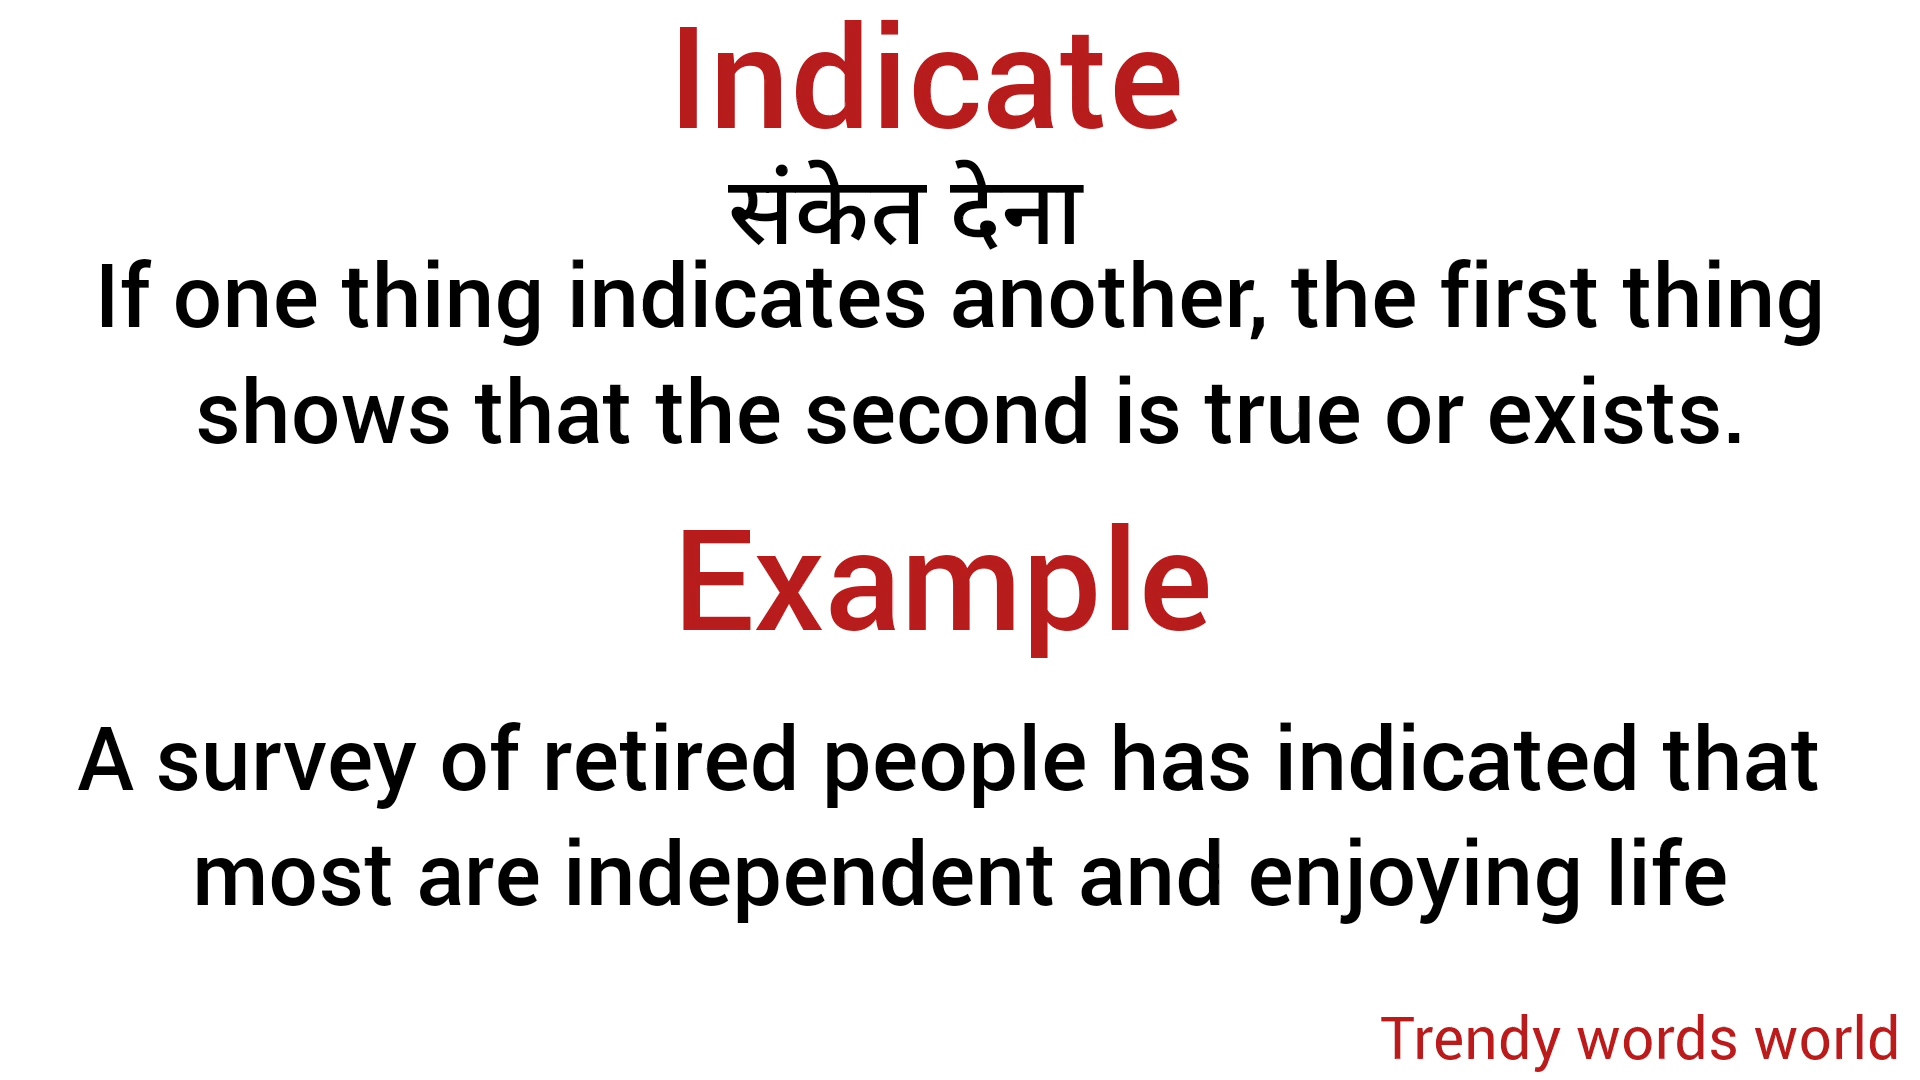 Indicate
संकेत देना
If one thing indicates another, the first thing
shows that the second is true or exists.
Example
A survey of retired people has indicated that
most are independent and enjoying life
Trendy words world